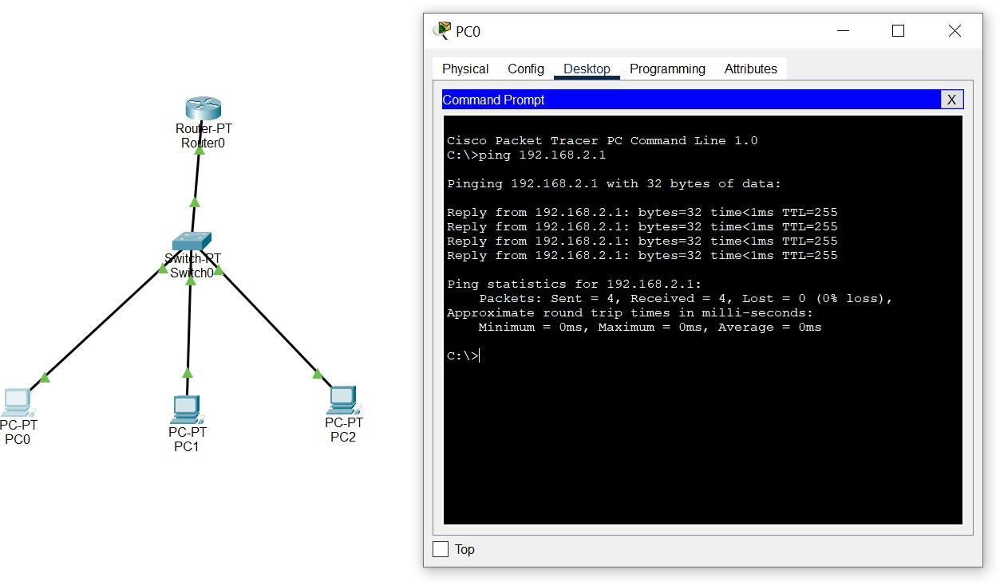 Router-PT
Router0
Switch-PT
Switch0
PC-PT
PC0
PC-PT
PC1
PC-PT
PC2
PC0
Physical Config Desktop Programming Attributes
Command Prompt X
Cisco Packet Tracer PC Command Line 1.0
C:\>ping 192.168.2.1
Pinging 192.168.2.1 with 32 bytes of data:
Reply from 192.168.2.1: bytes=32 time<1ms TTL=255
Reply from 192.168.2.1: bytes=32 time<1ms TTL=255
Reply from 192.168.2.1: bytes=32 time<1ms TTL=255
Reply from 192.168.2.1: bytes=32 time<1ms TTL=255
Ping statistics for 192.168.2.1:
    Packets: Sent = 4, Received = 4, Lost = 0 (0% loss),
Approximate round trip times in milli-seconds:
    Minimum = 0ms, Maximum = 0ms, Average = 0ms
C:\>
Top